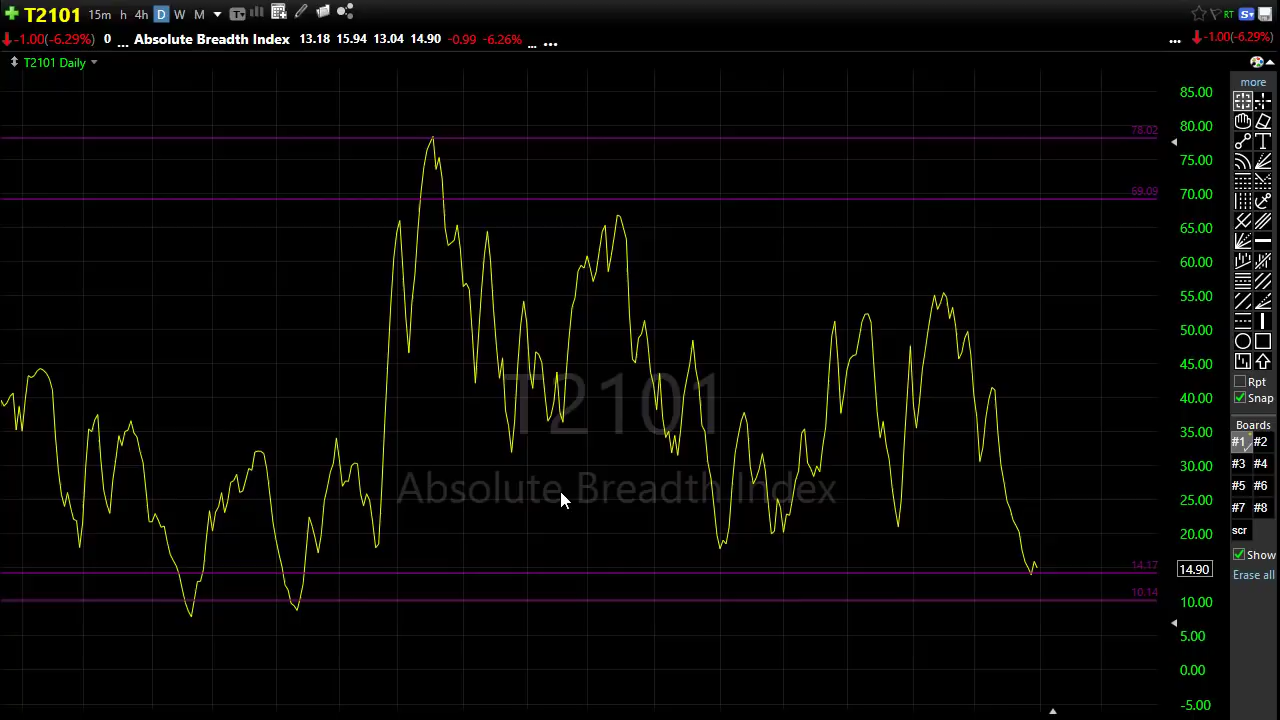 T2101 15m h 4h D W M T RT S
-1.00(-6.29%) 0 ... Absolute Breadth Index 13.18 15.94 13.04 14.90 -0.99 -6.26% ... ... ... -1.00(-6.29%)
T2101 Daily
more
85.00
78.02
80.00
75.00
69.09
70.00
65.00
60.00
55.00
50.00
45.00
Rpt
T2101
40.00
Snap
Boards
35.00
#1 #2
30.00
#3 #4
Absolute Breadth Index
25.00
#5 #6
#7 #8
20.00
scr
Show
14.17
14.90
Erase all
10.14
10.00
5.00
0.00
-5.00